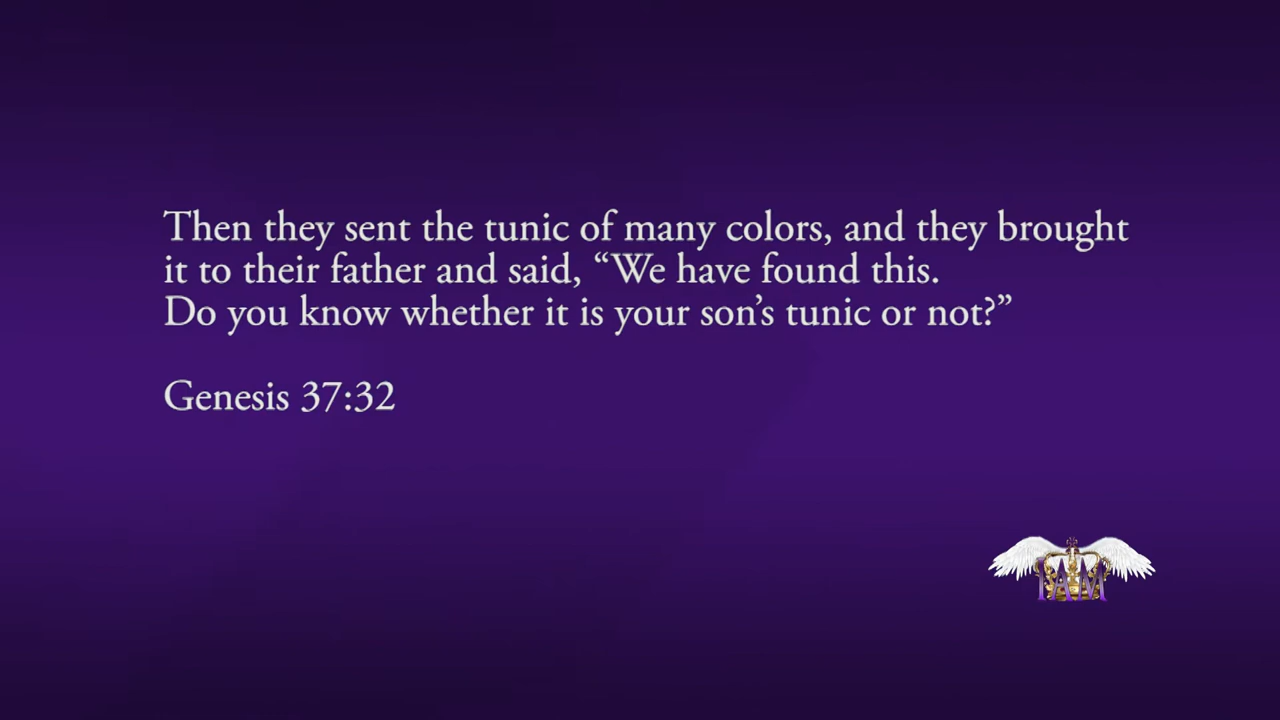 Then they sent the tunic of many colors, and they brought
it to their father and said, “We have found this.
Do you know whether it is your son’s tunic or not?”
Genesis 37:32
IAM